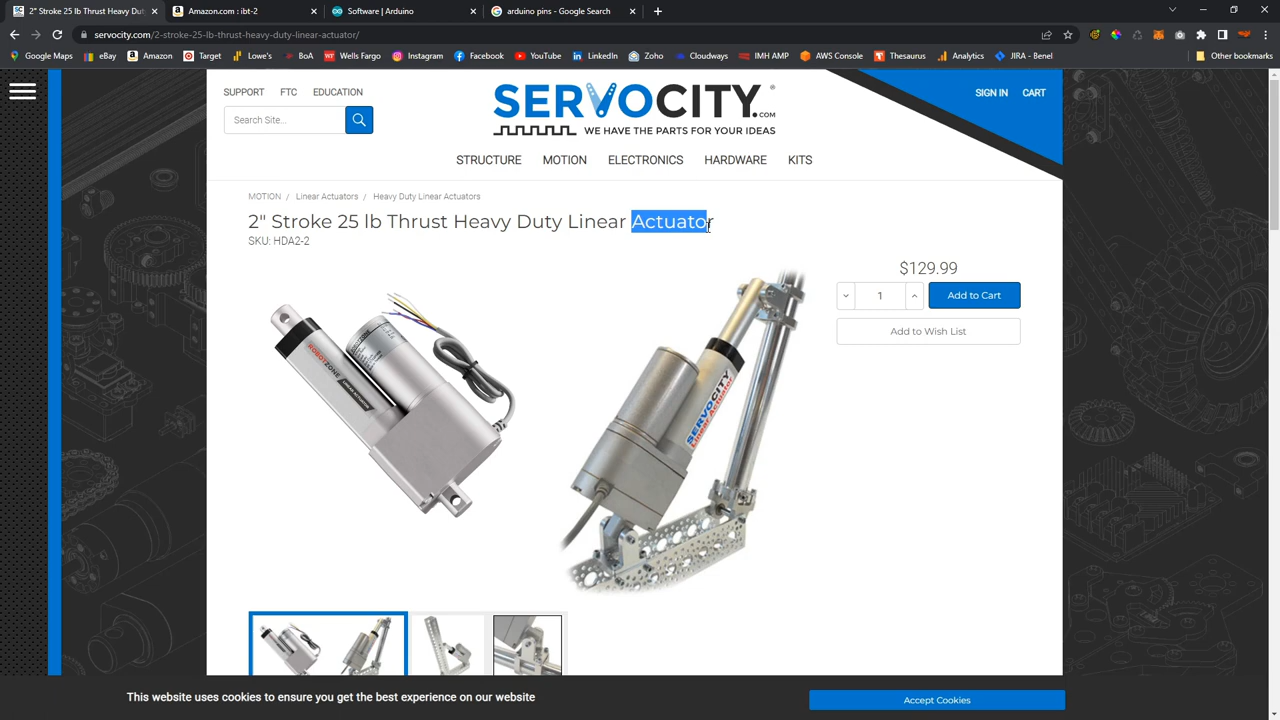 2" Stroke 25 lb Thrust Heavy Dut
Amazon.com : ibt-2
Software | Arduino
arduino pins - Google Search
servocity.com/2-stroke-25-lb-thrust-heavy-duty-linear-actuator/
Google Maps
eBay
Amazon
Target
Lowe's
BoA
Wells Fargo
Instagram
Facebook
YouTube
LinkedIn
Zoho
Cloudways
IMH AMP
AWS Console
Thesaurus
Analytics
JIRA - Benel
Other bookmarks
SUPPORT FTC EDUCATION
Search Site...
SERVOCITY.COM
WE HAVE THE PARTS FOR YOUR IDEAS
SIGN IN CART
STRUCTURE MOTION ELECTRONICS HARDWARE KITS
MOTION / Linear Actuators / Heavy Duty Linear Actuators
2" Stroke 25 lb Thrust Heavy Duty Linear Actuator
SKU: HDA2-2
$129.99
1
Add to Cart
Add to Wish List
ROBOTZONE
LINEAR ACTUATOR
SERVOCITY
Linear Actuator
This website uses cookies to ensure you get the best experience on our website
Accept Cookies